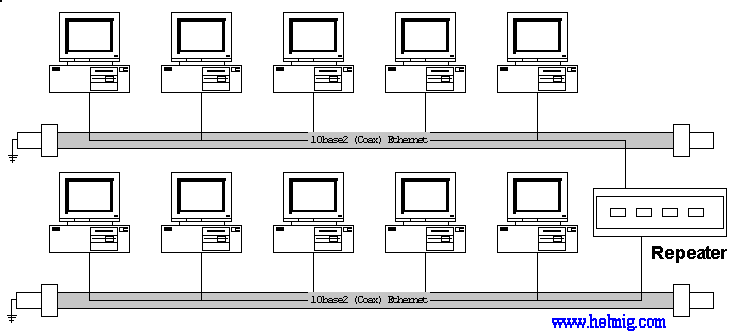 10base2 (Coax) Ethernet
Repeater
10base2 (Coax) Ethernet
www.helmig.com